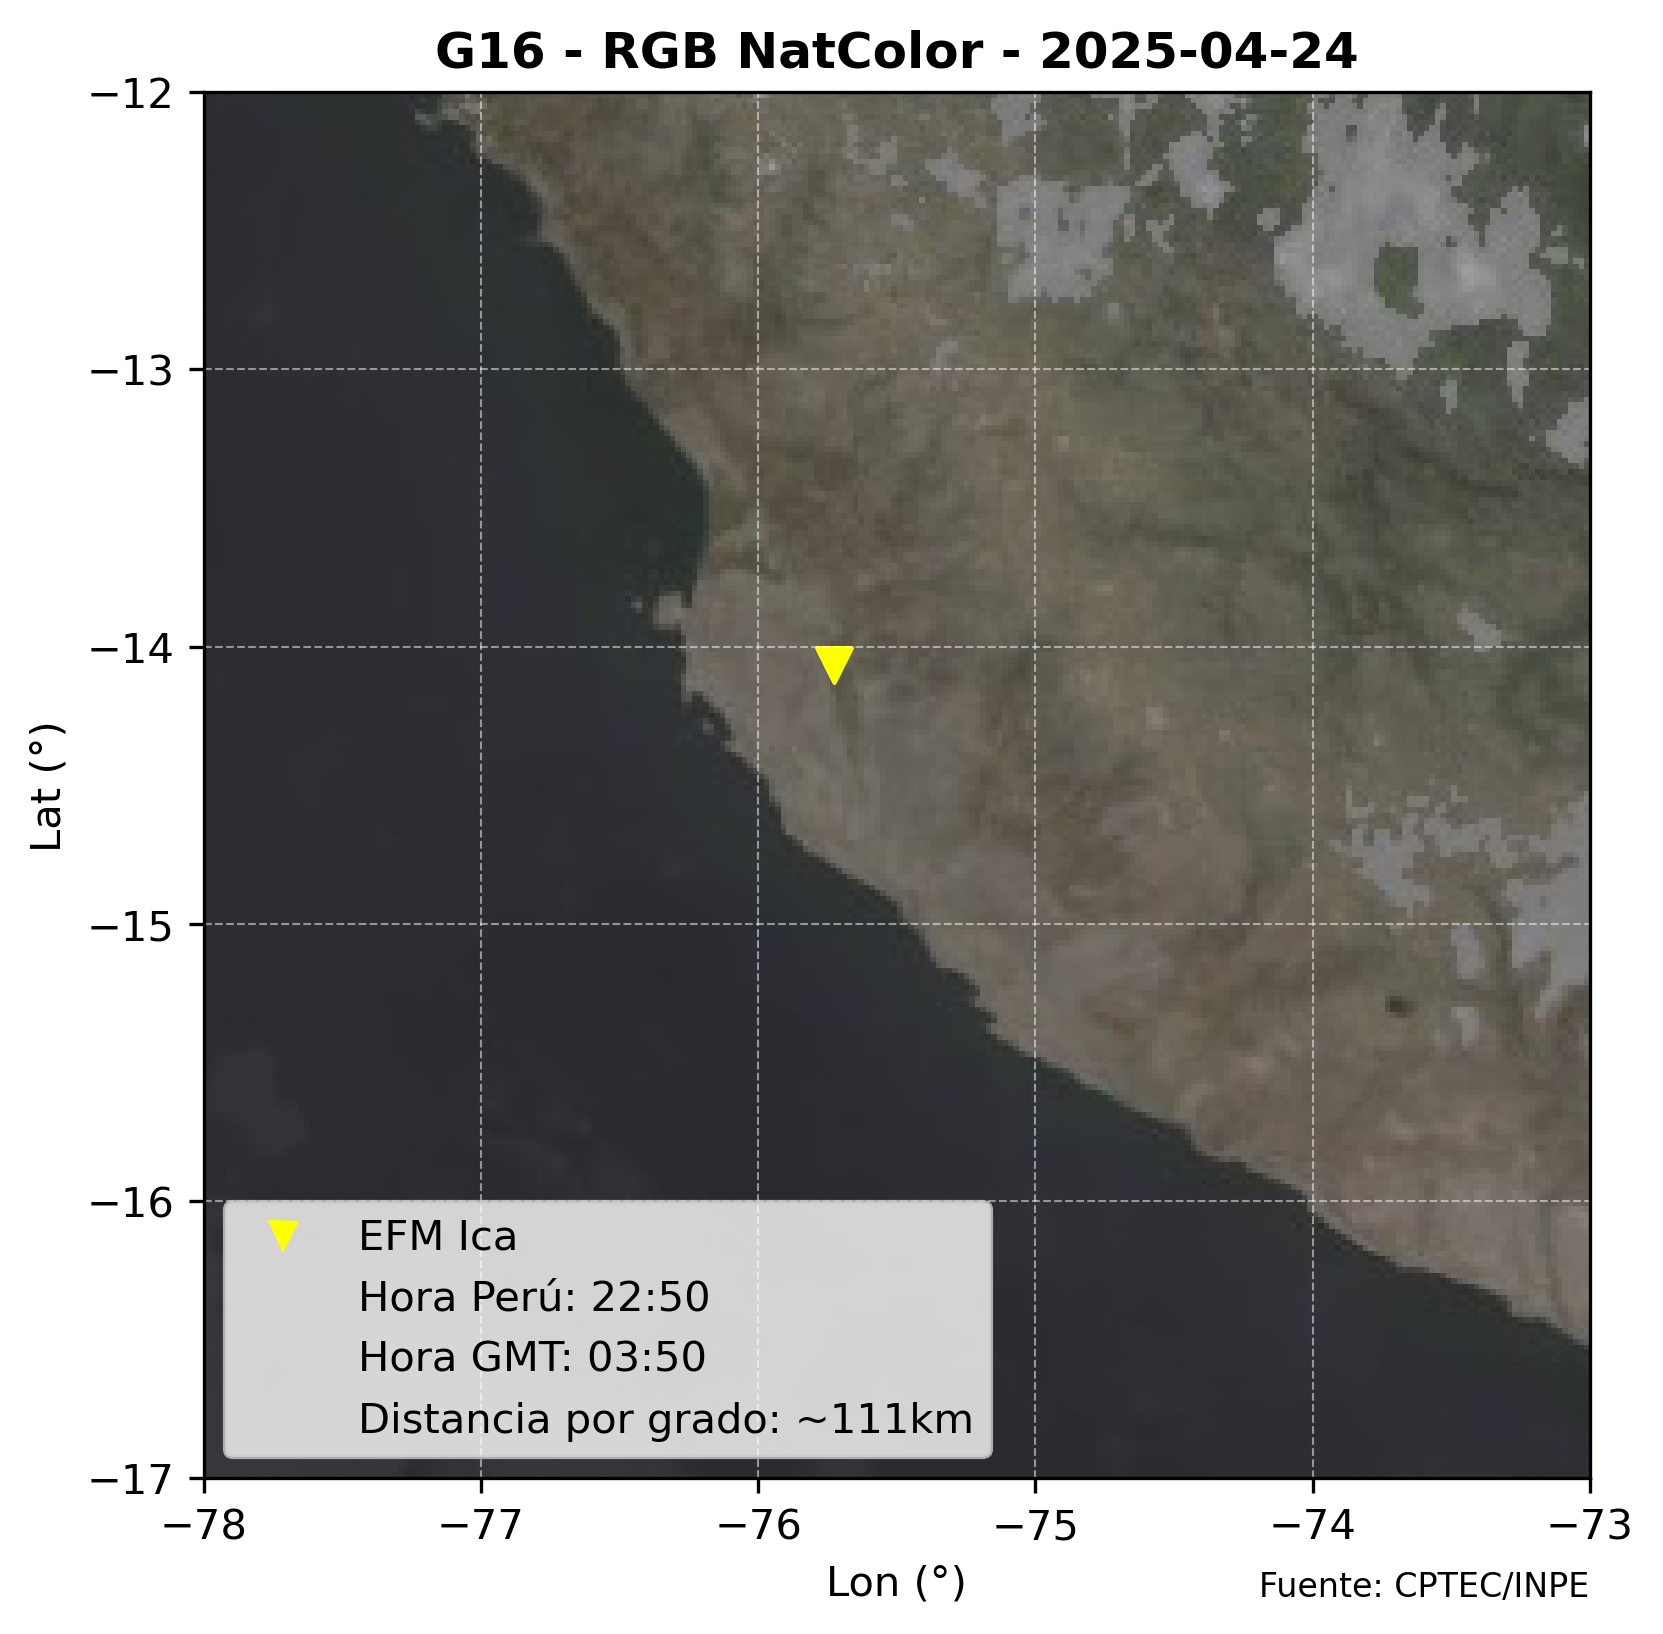 G16 - RGB NatColor - 2025-04-24
−12
−13
−14
−15
−16
−17
Lat (°)
EFM Ica
Hora Perú: 22:50
Hora GMT: 03:50
Distancia por grado: ~111km
−78
−77
−76
−75
−74
−73
Lon (°)
Fuente: CPTEC/INPE